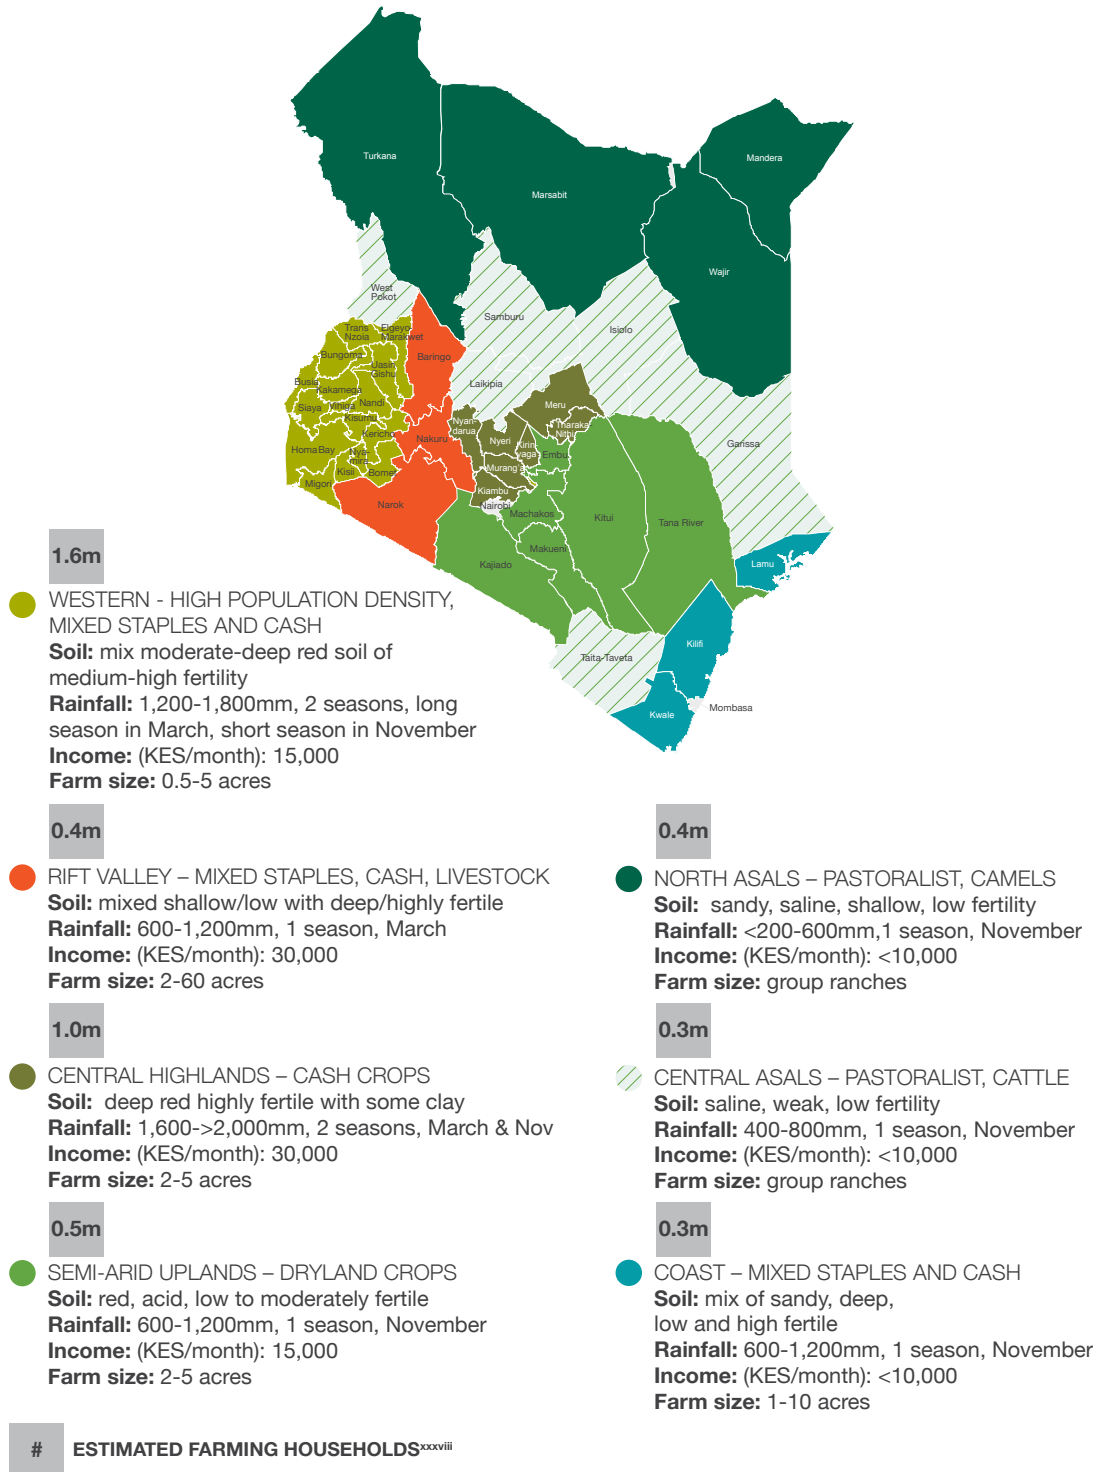 Turkana
Marsabit
Mandera
Wajir
West
Pokot
Samburu
Isiolo
Trans
Nzoia
Elgeyo-
Marakwet
Baringo
Bungoma
Uasin
Gishu
Laikipia
Busia
Kakamega
Meru
Siaya
Vihiga
Nandi
Kisumu
Nyan-
darua
Tharaka-
Nithi
Kericho
Nakuru
Nyeri
Kirin-
yaga
Embu
Garissa
HomaBay
Nya-
mira
Murang'a
Kisii
Bomet
Migori
Kiambu
Narok
Nairobi
Machakos
Kitui
Tana River
Makueni
Kajiado
Lamu
Taita-Taveta
Kilifi
Kwale
Mombasa
1.6m
WESTERN - HIGH POPULATION DENSITY,
MIXED STAPLES AND CASH
Soil: mix moderate-deep red soil of
medium-high fertility
Rainfall: 1,200-1,800mm, 2 seasons, long
season in March, short season in November
Income: (KES/month): 15,000
Farm size: 0.5-5 acres
0.4m
RIFT VALLEY – MIXED STAPLES, CASH, LIVESTOCK
Soil: mixed shallow/low with deep/highly fertile
Rainfall: 600-1,200mm, 1 season, March
Income: (KES/month): 30,000
Farm size: 2-60 acres
1.0m
CENTRAL HIGHLANDS – CASH CROPS
Soil: deep red highly fertile with some clay
Rainfall: 1,600->2,000mm, 2 seasons, March & Nov
Income: (KES/month): 30,000
Farm size: 2-5 acres
0.5m
SEMI-ARID UPLANDS – DRYLAND CROPS
Soil: red, acid, low to moderately fertile
Rainfall: 600-1,200mm, 1 season, November
Income: (KES/month): 15,000
Farm size: 2-5 acres
0.4m
NORTH ASALS – PASTORALIST, CAMELS
Soil: sandy, saline, shallow, low fertility
Rainfall: <200-600mm,1 season, November
Income: (KES/month): <10,000
Farm size: group ranches
0.3m
CENTRAL ASALS – PASTORALIST, CATTLE
Soil: saline, weak, low fertility
Rainfall: 400-800mm, 1 season, November
Income: (KES/month): <10,000
Farm size: group ranches
0.3m
COAST – MIXED STAPLES AND CASH
Soil: mix of sandy, deep,
low and high fertile
Rainfall: 600-1,200mm, 1 season, November
Income: (KES/month): <10,000
Farm size: 1-10 acres
# ESTIMATED FARMING HOUSEHOLDSxxxviii